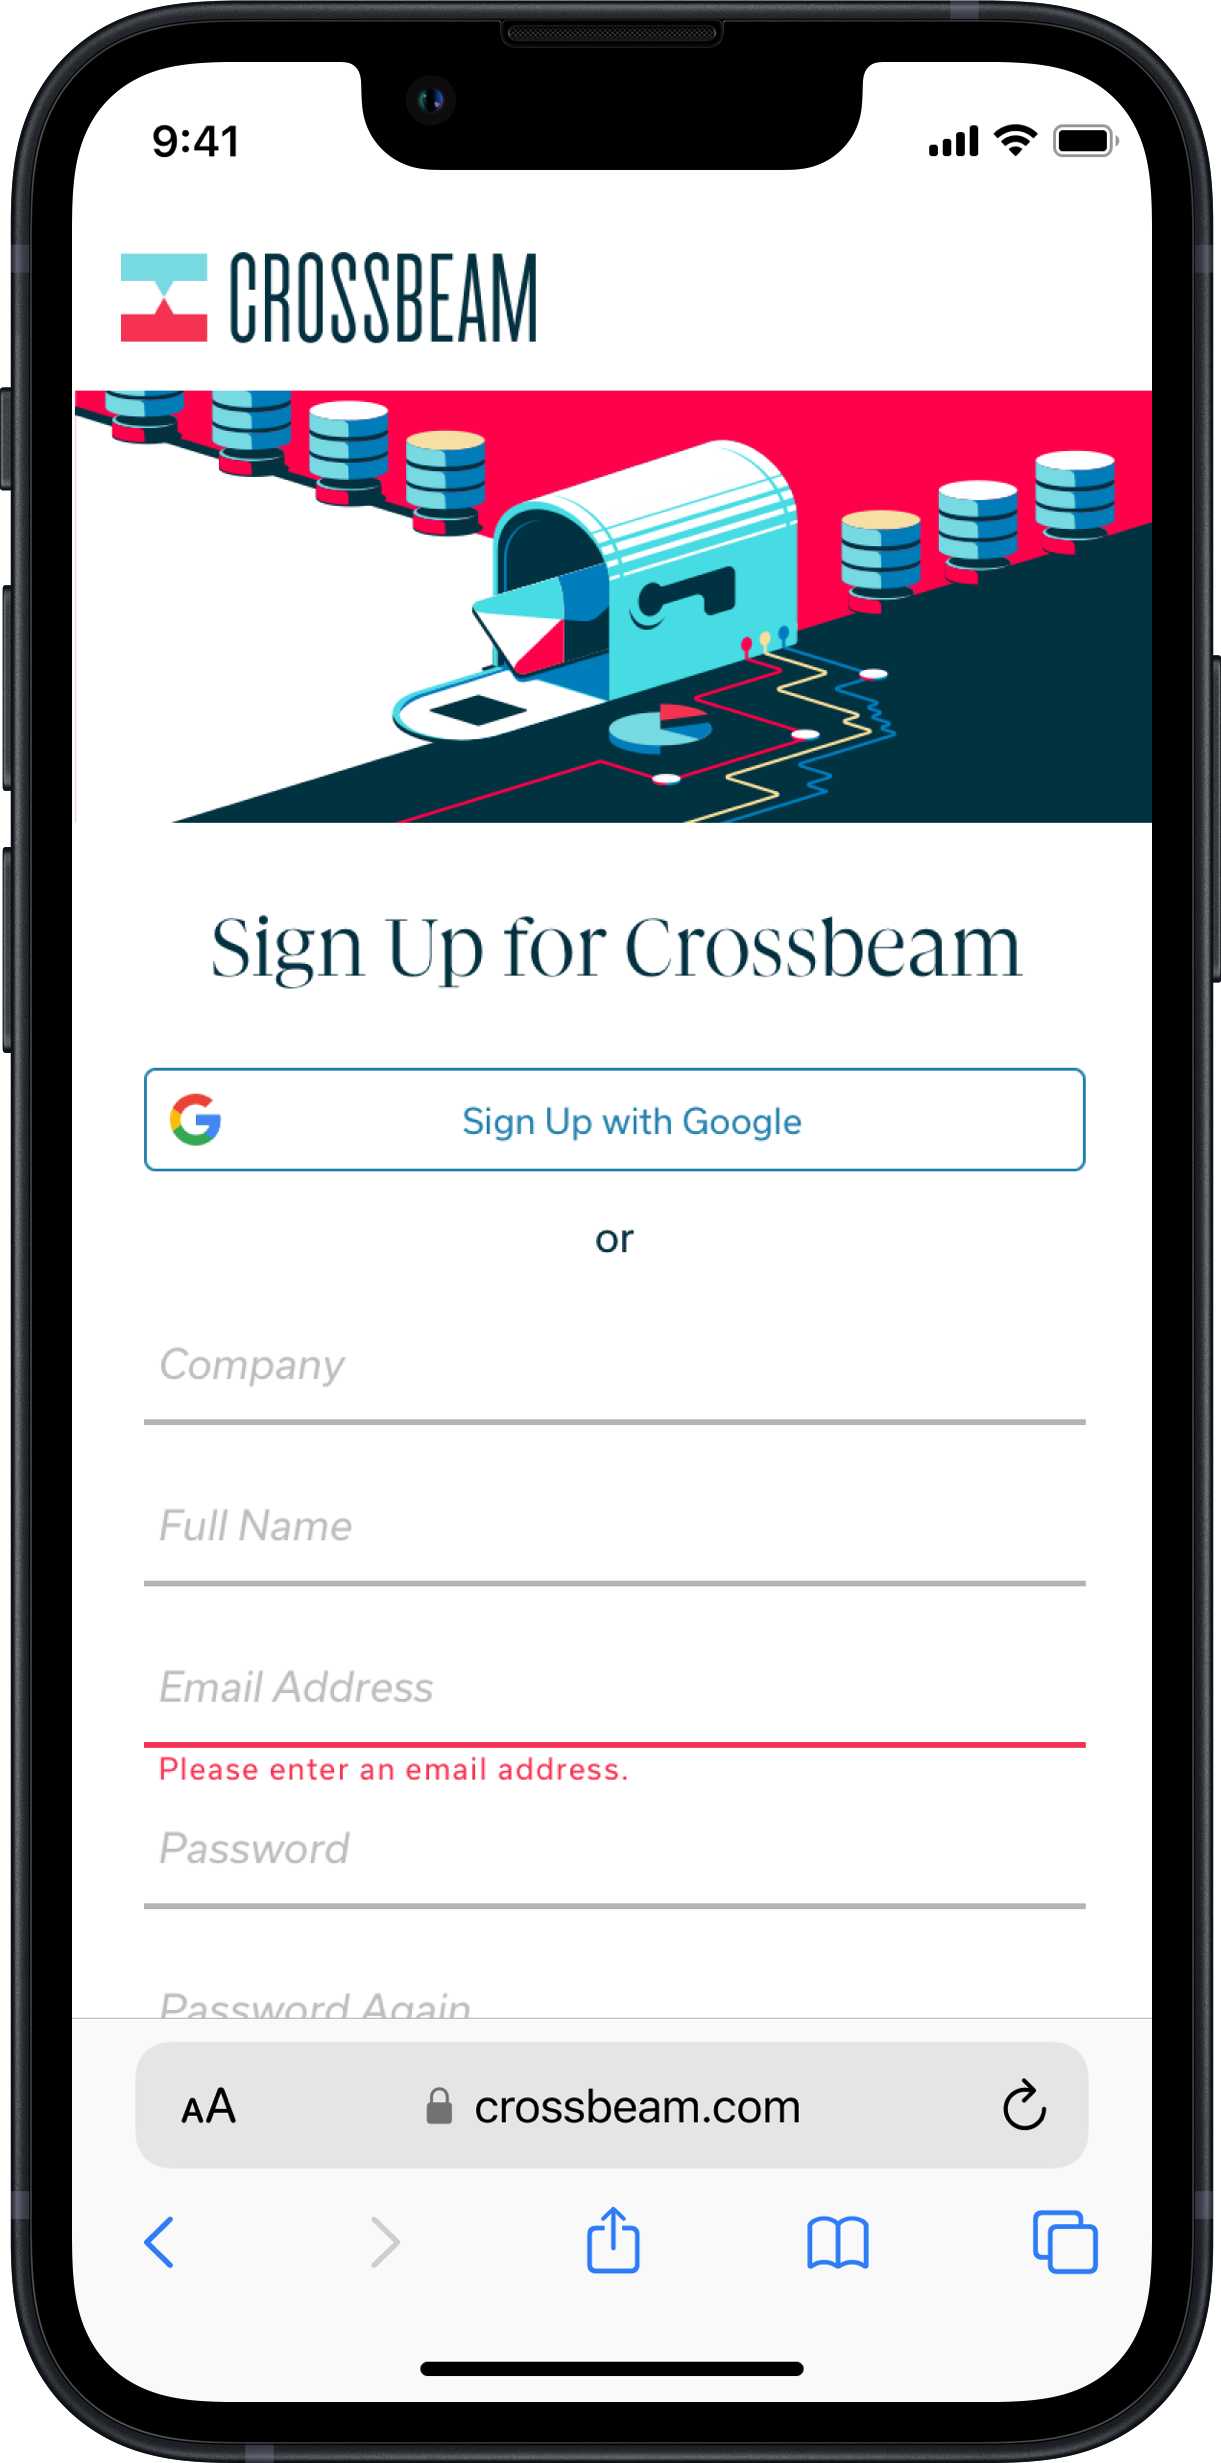 9:41
CROSSBEAM
Sign Up for Crossbeam
Sign Up with Google
or
Company
Full Name
Email Address
Please enter an email address.
Password
Password Again
AA
crossbeam.com